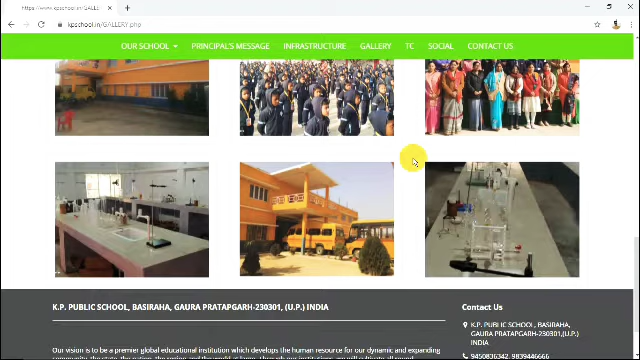 https://www.kpschool.in/GALLE
kpschool.in/GALLERY.php
OUR SCHOOL PRINCIPAL'S MESSAGE INFRASTRUCTURE GALLERY TC SOCIAL CONTACT US
K.P. PUBLIC SCHOOL, BASIRAHA, GAURA PRATAPGARH-230301, (U.P.) INDIA
Contact Us
K.P. PUBLIC SCHOOL, BASIRAHA,
GAURA PRATAPGARH-230301, (U.P.)
INDIA
Our vision is to be a premier global educational institution which develops the human resource for our dynamic and expanding
9450836342, 9839446666